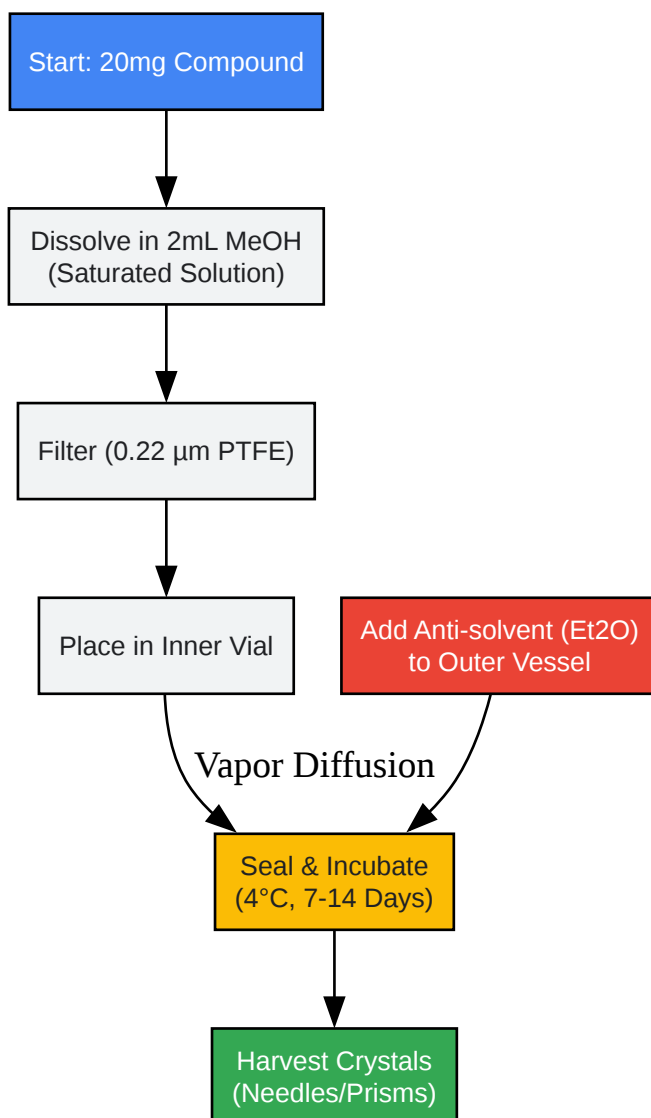 Start: 20mg Compound
Dissolve in 2mL MeOH
(Saturated Solution)
Filter (0.22 µm PTFE)
Place in Inner Vial
Add Anti-solvent (Et2O)
to Outer Vessel
Vapor Diffusion
Seal & Incubate
(4°C, 7-14 Days)
Harvest Crystals
(Needles/Prisms)